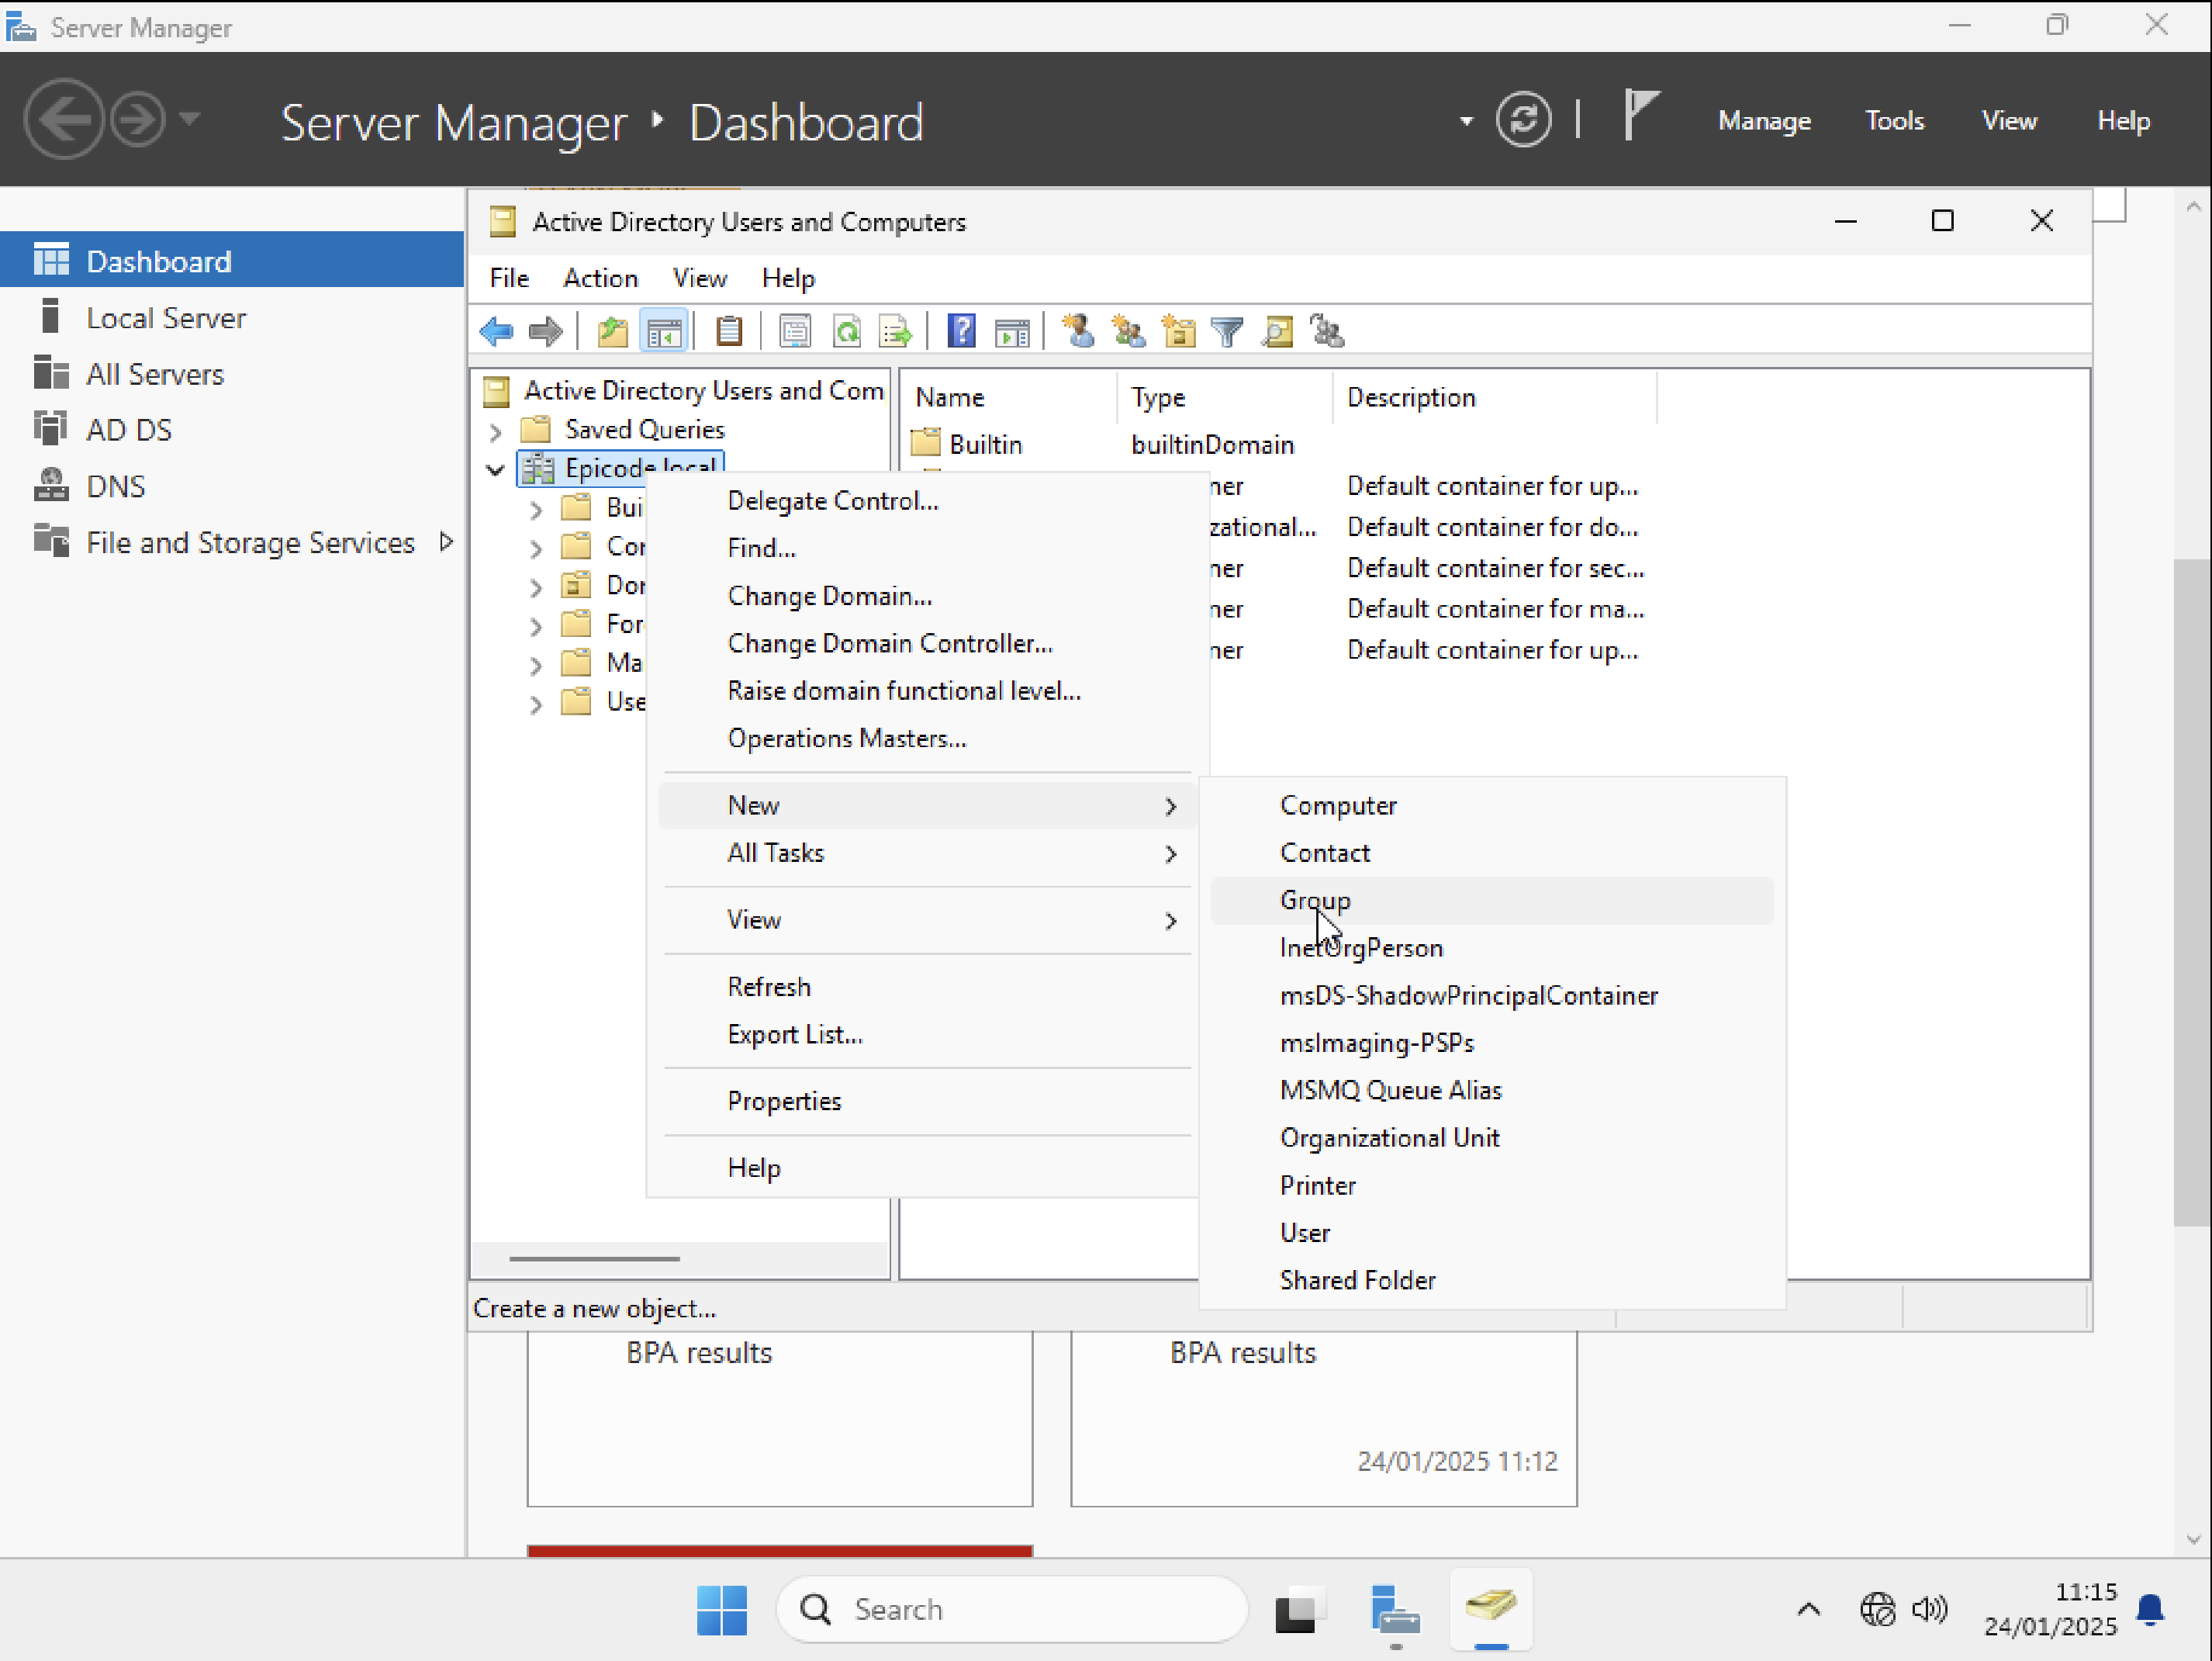 Server Manager
Server Manager Dashboard
Manage Tools View Help
Dashboard
Local Server
All Servers
AD DS
DNS
File and Storage Services
Active Directory Users and Computers
File Action View Help
Active Directory Users and Com
Saved Queries
Epicode.local
Bui
Cor
Dor
For
Ma
Use
Name Type Description
Builtin builtinDomain
ner Default container for up...
zational... Default container for do...
ner Default container for sec...
ner Default container for ma...
ner Default container for up...
Delegate Control...
Find...
Change Domain...
Change Domain Controller...
Raise domain functional level...
Operations Masters...
New
All Tasks
View
Refresh
Export List...
Properties
Help
Computer
Contact
Group
InetOrgPerson
msDS-ShadowPrincipalContainer
msImaging-PSPs
MSMQ Queue Alias
Organizational Unit
Printer
User
Shared Folder
Create a new object...
BPA results
BPA results
24/01/2025 11:12
Search
11:15
24/01/2025